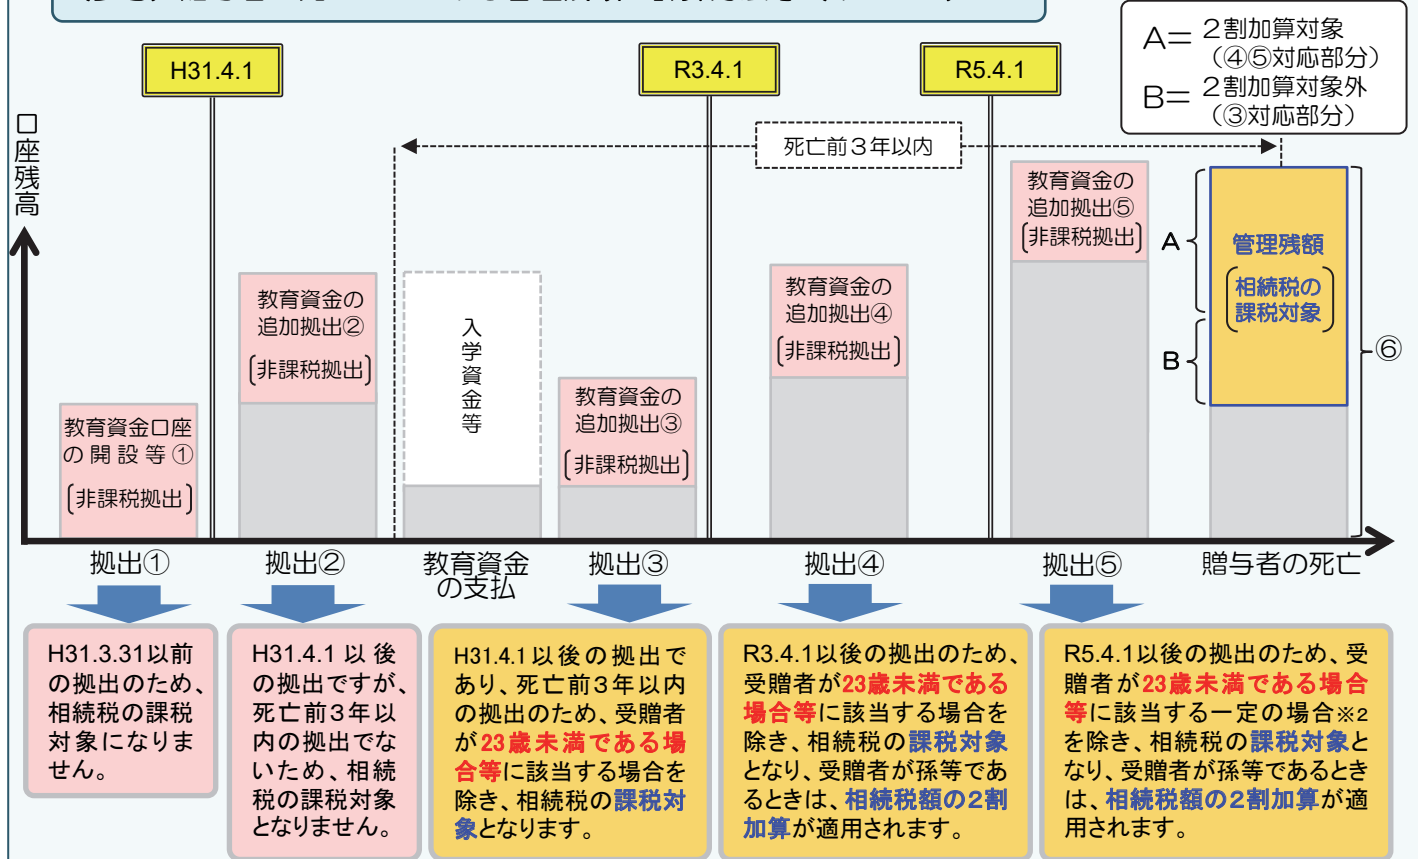 H31.4.1
R3.4.1
R5.4.1
A= 2割加算対象
(④⑤対応部分)
B= 2割加算対象外
(③対応部分)
口座残高
死亡前3年以内
教育資金口座
の開設等①
[非課税拠出]
教育資金の
追加拠出②
[非課税拠出]
入学資金等
教育資金の
追加拠出③
[非課税拠出]
教育資金の
追加拠出④
[非課税拠出]
教育資金の
追加拠出⑤
[非課税拠出]
A
B
管理残額
[相続税の
課税対象]
⑥
拠出①
拠出②
教育資金
の支払
拠出③
拠出④
拠出⑤
贈与者の死亡
H31.3.31以前
の拠出のため、
相続税の課税
対象になりま
せん。
H31.4.1以後
の拠出ですが、
死亡前3年以
内の拠出でな
いため、相続
税の課税対象
となりません。
H31.4.1以後の拠出で
あり、死亡前3年以内
の拠出のため、受贈者
が23歳未満である場
合等に該当する場合を
除き、相続税の課税対
象となります。
R3.4.1以後の拠出のため、
受贈者が23歳未満である
場合等に該当する場合を
除き、相続税の課税対象
となり、受贈者が孫等であ
るときは、相続税額の2割
加算が適用されます。
R5.4.1以後の拠出のため、受
贈者が23歳未満である場合
等に該当する一定の場合※2
を除き、相続税の課税対象と
なり、受贈者が孫等であるとき
は、相続税額の2割加算が適
用されます。